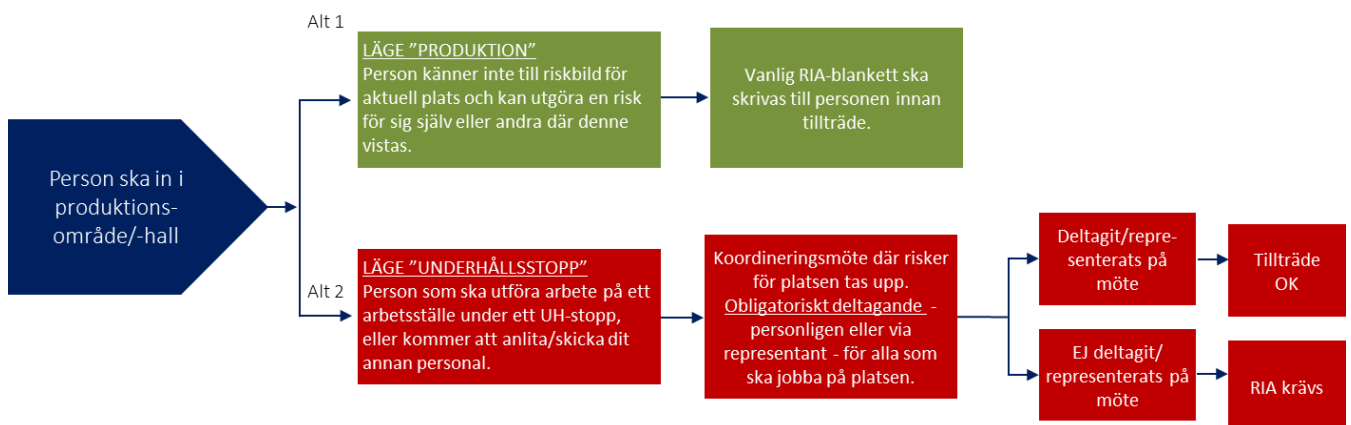 Person ska in i
produktions-
område/-hall
Alt 1
LÄGE ”PRODUKTION”
Person känner inte till riskbild för
aktuell plats och kan utgöra en risk
för sig själv eller andra där denne
vistas.
Vanlig RIA-blankett ska
skrivas till personen innan
tillträde.
Alt 2
LÄGE ”UNDERHÅLLSSTOPP”
Person som ska utföra arbete på ett
arbetsställe under ett UH-stopp,
eller kommer att anlita/skicka dit
annan personal.
Koordineringsmöte där risker
för platsen tas upp.
Obligatoriskt deltagande -
personligen eller via
representant - för alla som
ska jobba på platsen.
Deltagit/repre-
senterats på
möte
Tillträde
OK
EJ deltagit/
representerats på
möte
RIA krävs